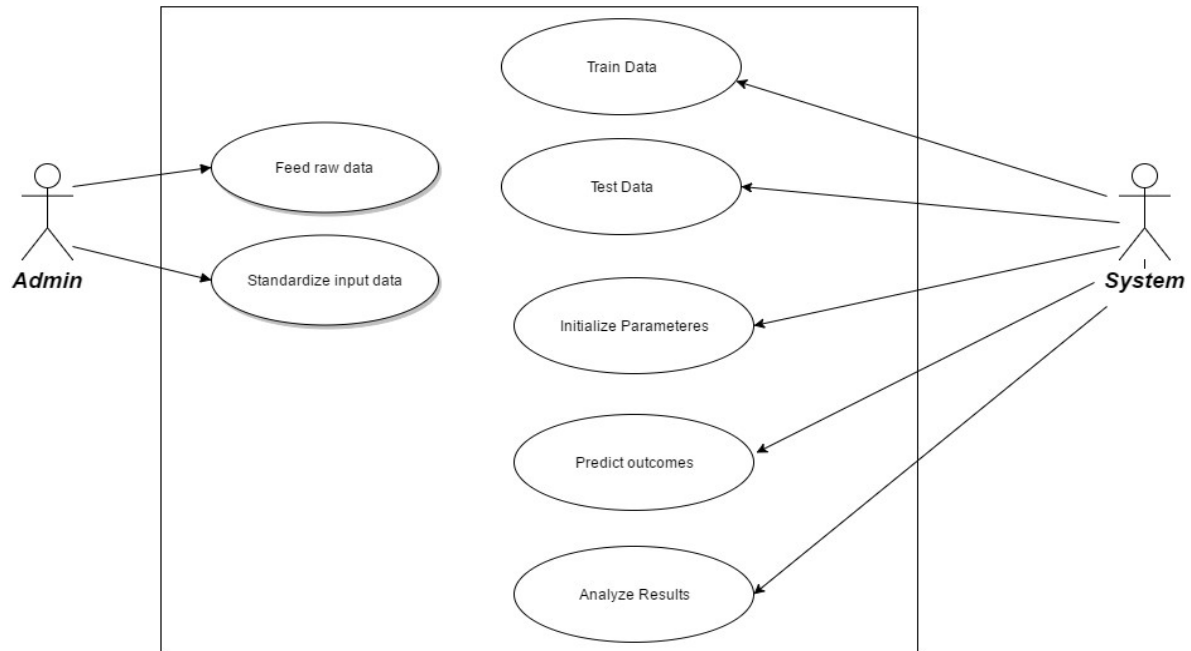 Train Data
Feed raw data
Test Data
Admin
Standardize input data
System
Initialize Parameteres
Predict outcomes
Analyze Results